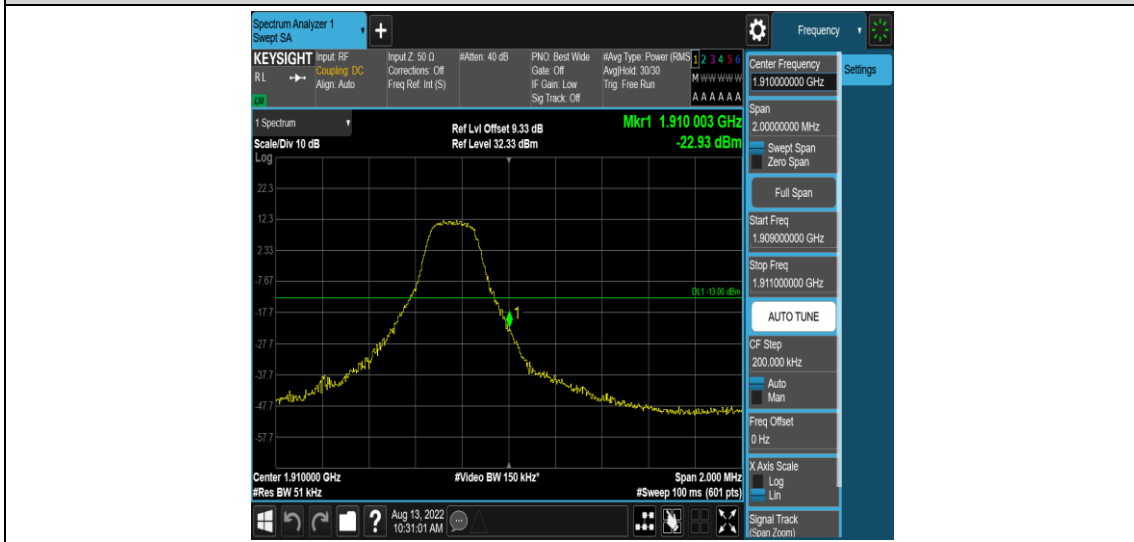 Spectrum Analyzer 1
Swept SA
+
Frequency
KEYSIGHT
RL
LXI
Input: RF
Coupling: DC
Align: Auto
Input Z: 50 Ω
Corrections: Off
Freq Ref: Int (S)
#Atten: 40 dB
PNO: Best Wide
Gate: Off
IF Gain: Low
Sig Track: Off
#Avg Type: Power (RMS
Avg|Hold: 30/30
Trig: Free Run
1 2 3 4 5 6
M W W W W W
A A A A A A
Center Frequency
1.910000000 GHz
Settings
Span
2.00000000 MHz
Swept Span
Zero Span
Full Span
Start Freq
1.909000000 GHz
Stop Freq
1.911000000 GHz
AUTO TUNE
CF Step
200.000 kHz
Auto
Man
Freq Offset
0 Hz
X Axis Scale
Log
Lin
Signal Track
(Span Zoom)
1 Spectrum
Scale/Div 10 dB
Log
Ref Lvl Offset 9.33 dB
Ref Level 32.33 dBm
Mkr1 1.910 003 GHz
-22.93 dBm
22.3
12.3
2.33
-7.67
DL1 -13.00 dBm
-17.7
1
-27.7
-37.7
-47.7
-57.7
Center 1.910000 GHz
#Video BW 150 kHz*
Span 2.000 MHz
#Res BW 51 kHz
#Sweep 100 ms (601 pts)
?
Aug 13, 2022
10:31:01 AM